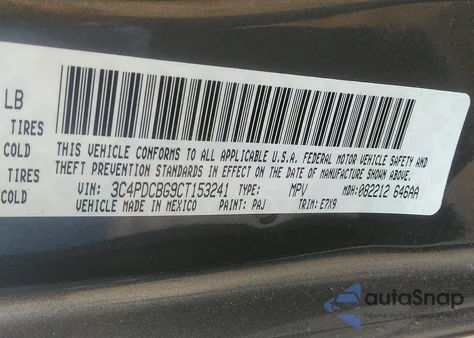 LB
TIRES
COLD
TIRES
COLD
THIS VEHICLE CONFORMS TO ALL APPLICABLE U.S.A. FEDERAL MOTOR VEHICLE SAFETY AND
THEFT PREVENTION STANDARDS IN EFFECT ON THE DATE OF MANUFACTURE SHOWN ABOVE.
VIN: 3C4PDCBG9CT153241 TYPE: MPV MDH: 082212 646AA
VEHICLE MADE IN MEXICO PAINT: PAJ TRIM: E7X9
autoSnap